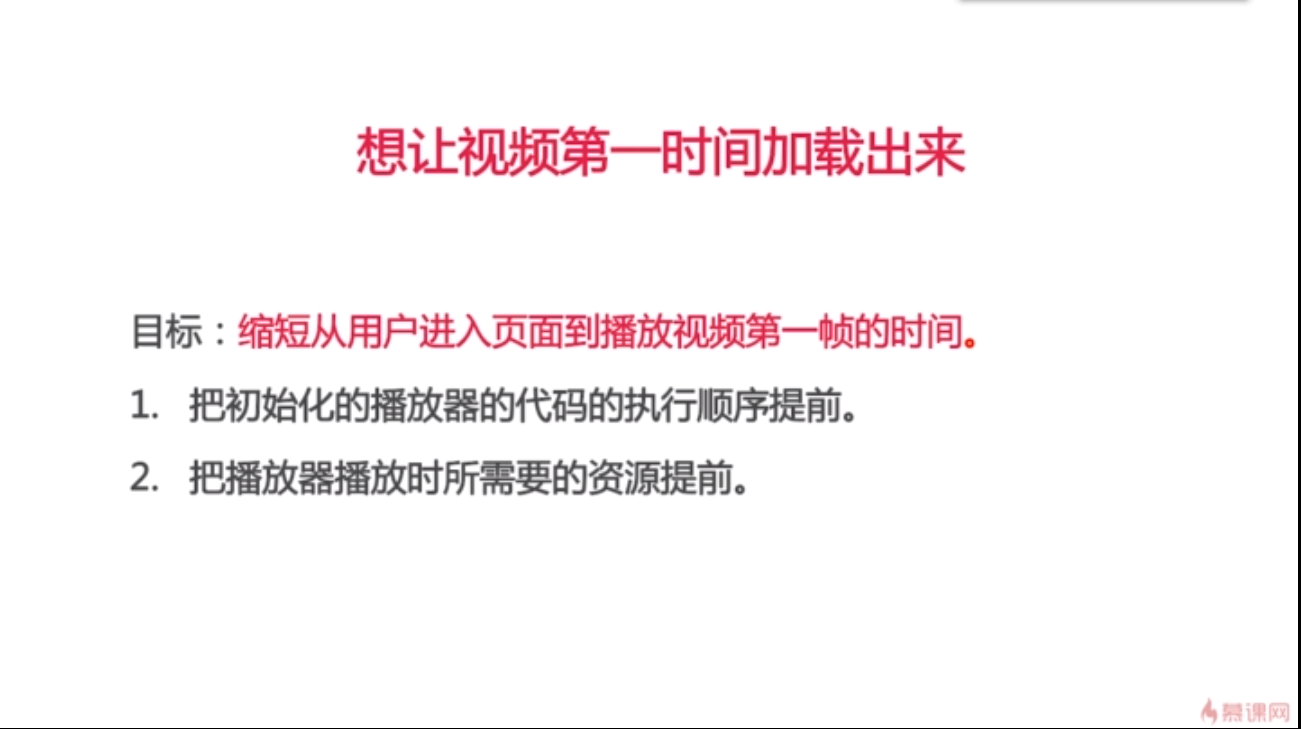 想让视频第一时间加载出来
目标：缩短从用户进入页面到播放视频第一帧的时间。
1. 把初始化的播放器的代码的执行顺序提前。
2. 把播放器播放时所需要的资源提前。
慕课网